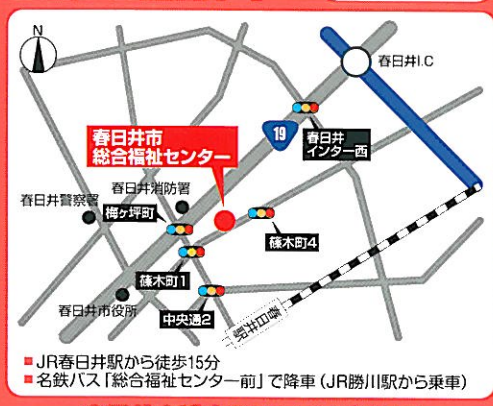 N
春日井I.C
19
春日井
インター西
春日井市
総合福祉センター
春日井消防署
春日井警察署
梅ヶ坪町
篠木町4
篠木町1
春日井市役所
中央通2
春日井駅
■JR春日井駅から徒歩15分
■名鉄バス「総合福祉センター前」で降車(JR勝川駅から乗車)